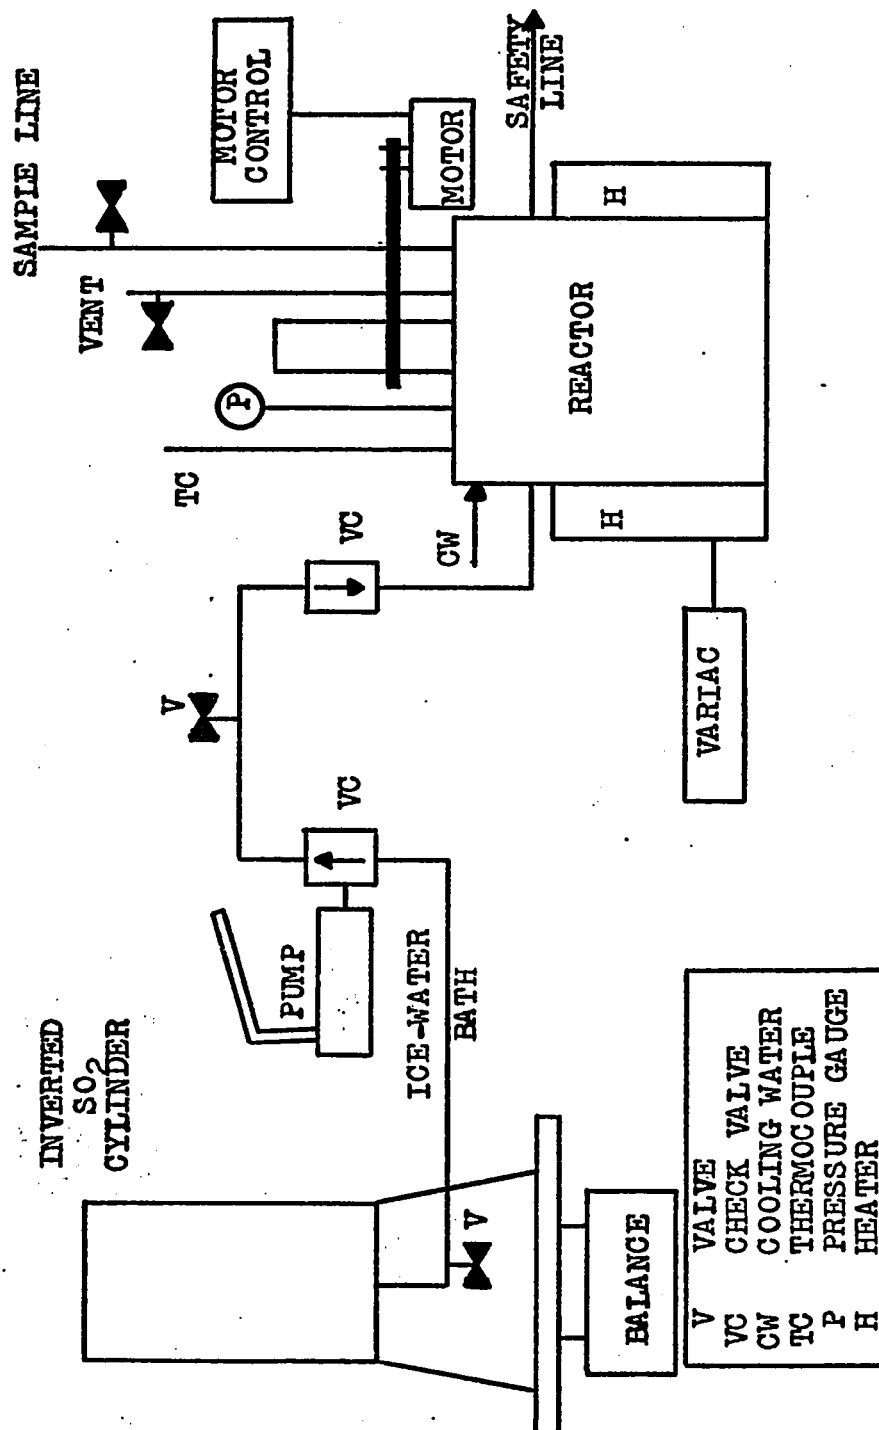 INVERTED
SO2
CYLINDER
PUMP
ICE-WATER
BATH
V
BALANCE
VC
V
VC
CW
TC
P
VENT
SAMPLE LINE
MOTOR
CONTROL
MOTOR
SAFETY
LINE
REACTOR
H
H
VARIAC
V VALVE
VC CHECK VALVE
CW COOLING WATER
TC THERMOCOUPLE
P PRESSURE GAUGE
H HEATER